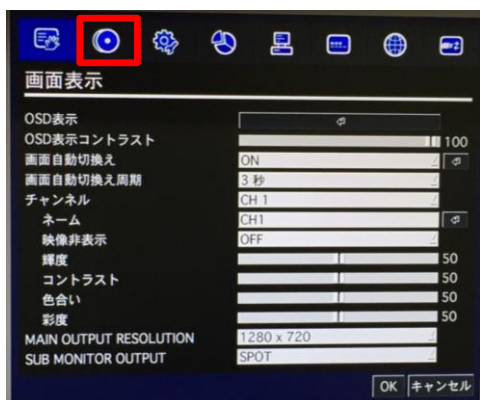 画面表示
OSD表示
OSD表示コントラスト 100
画面自動切換え ON
画面自動切換え周期 3 秒
チャンネル CH 1
ネーム CH1
映像非表示 OFF
輝度 50
コントラスト 50
色合い 50
彩度 50
MAIN OUTPUT RESOLUTION 1280 x 720
SUB MONITOR OUTPUT SPOT
OK キャンセル